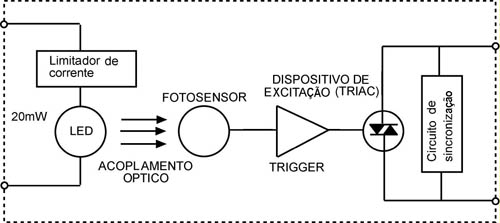 Limitador de
corrente
20mW
LED
ACOPLAMENTO
OPTICO
FOTOSENSOR
DISPOSITIVO DE
EXCITAÇÃO (TRIAC)
TRIGGER
Circuito de
sincronização